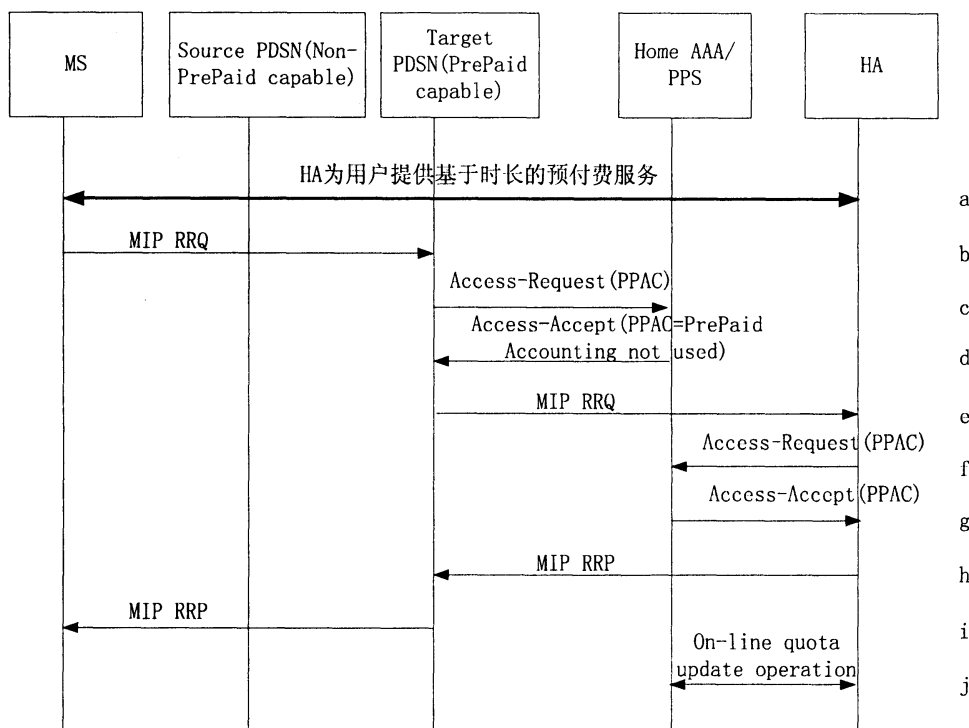 MS
Source PDSN(Non-
PrePaid capable)
Target
PDSN(PrePaid
capable)
Home AAA/
PPS
HA
HA为用户提供基于时长的预付费服务
a
MIP RRQ
b
Access-Request(PPAC)
c
Access-Accept(PPAC=PrePaid
Accounting not used)
d
MIP RRQ
e
Access-Request(PPAC)
f
Access-Accept(PPAC)
g
MIP RRP
h
MIP RRP
i
On-line quota
update operation
j